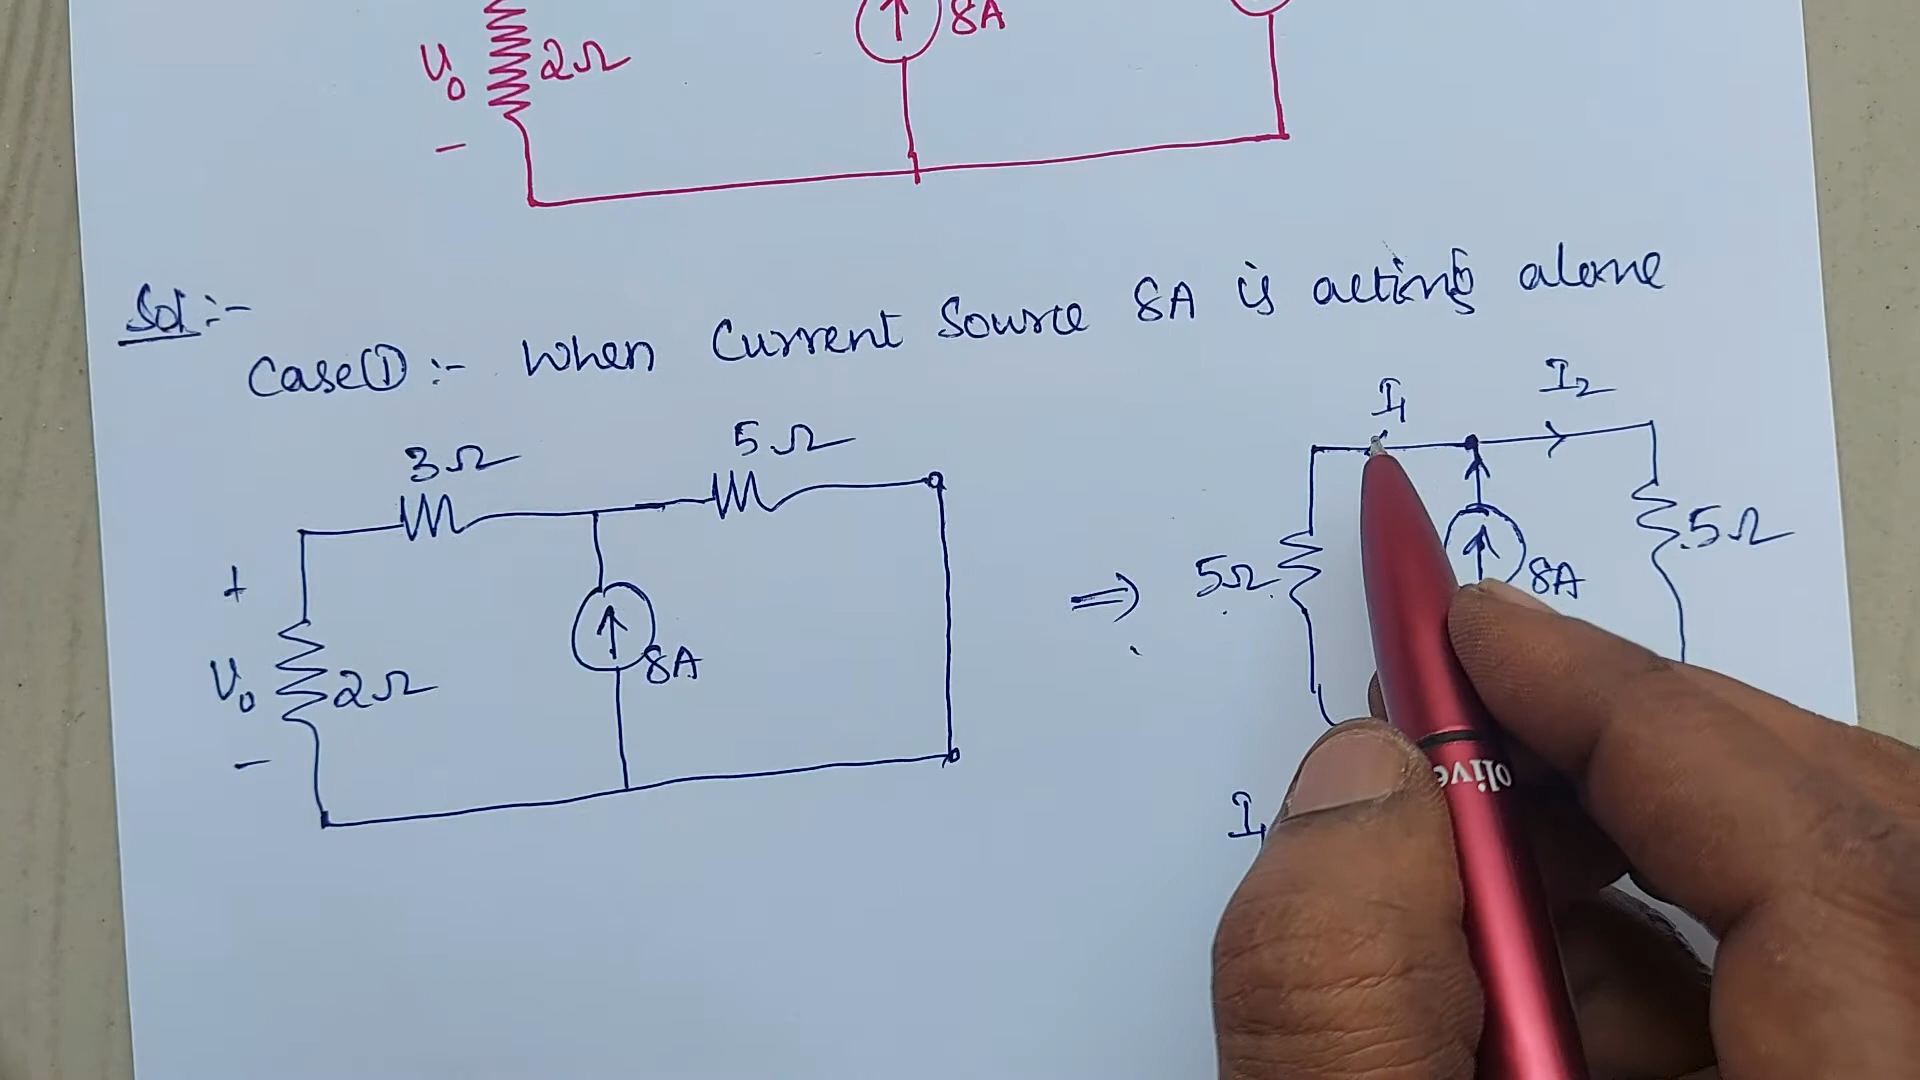 8A
V₀ 2Ω
-
Sol:-
Case①:- When Current Source 8A is acting alone
I₁ I₂
3Ω 5Ω
5Ω 8A 5Ω
⇒
+
V₀ 2Ω 8A
-
olive
I₁